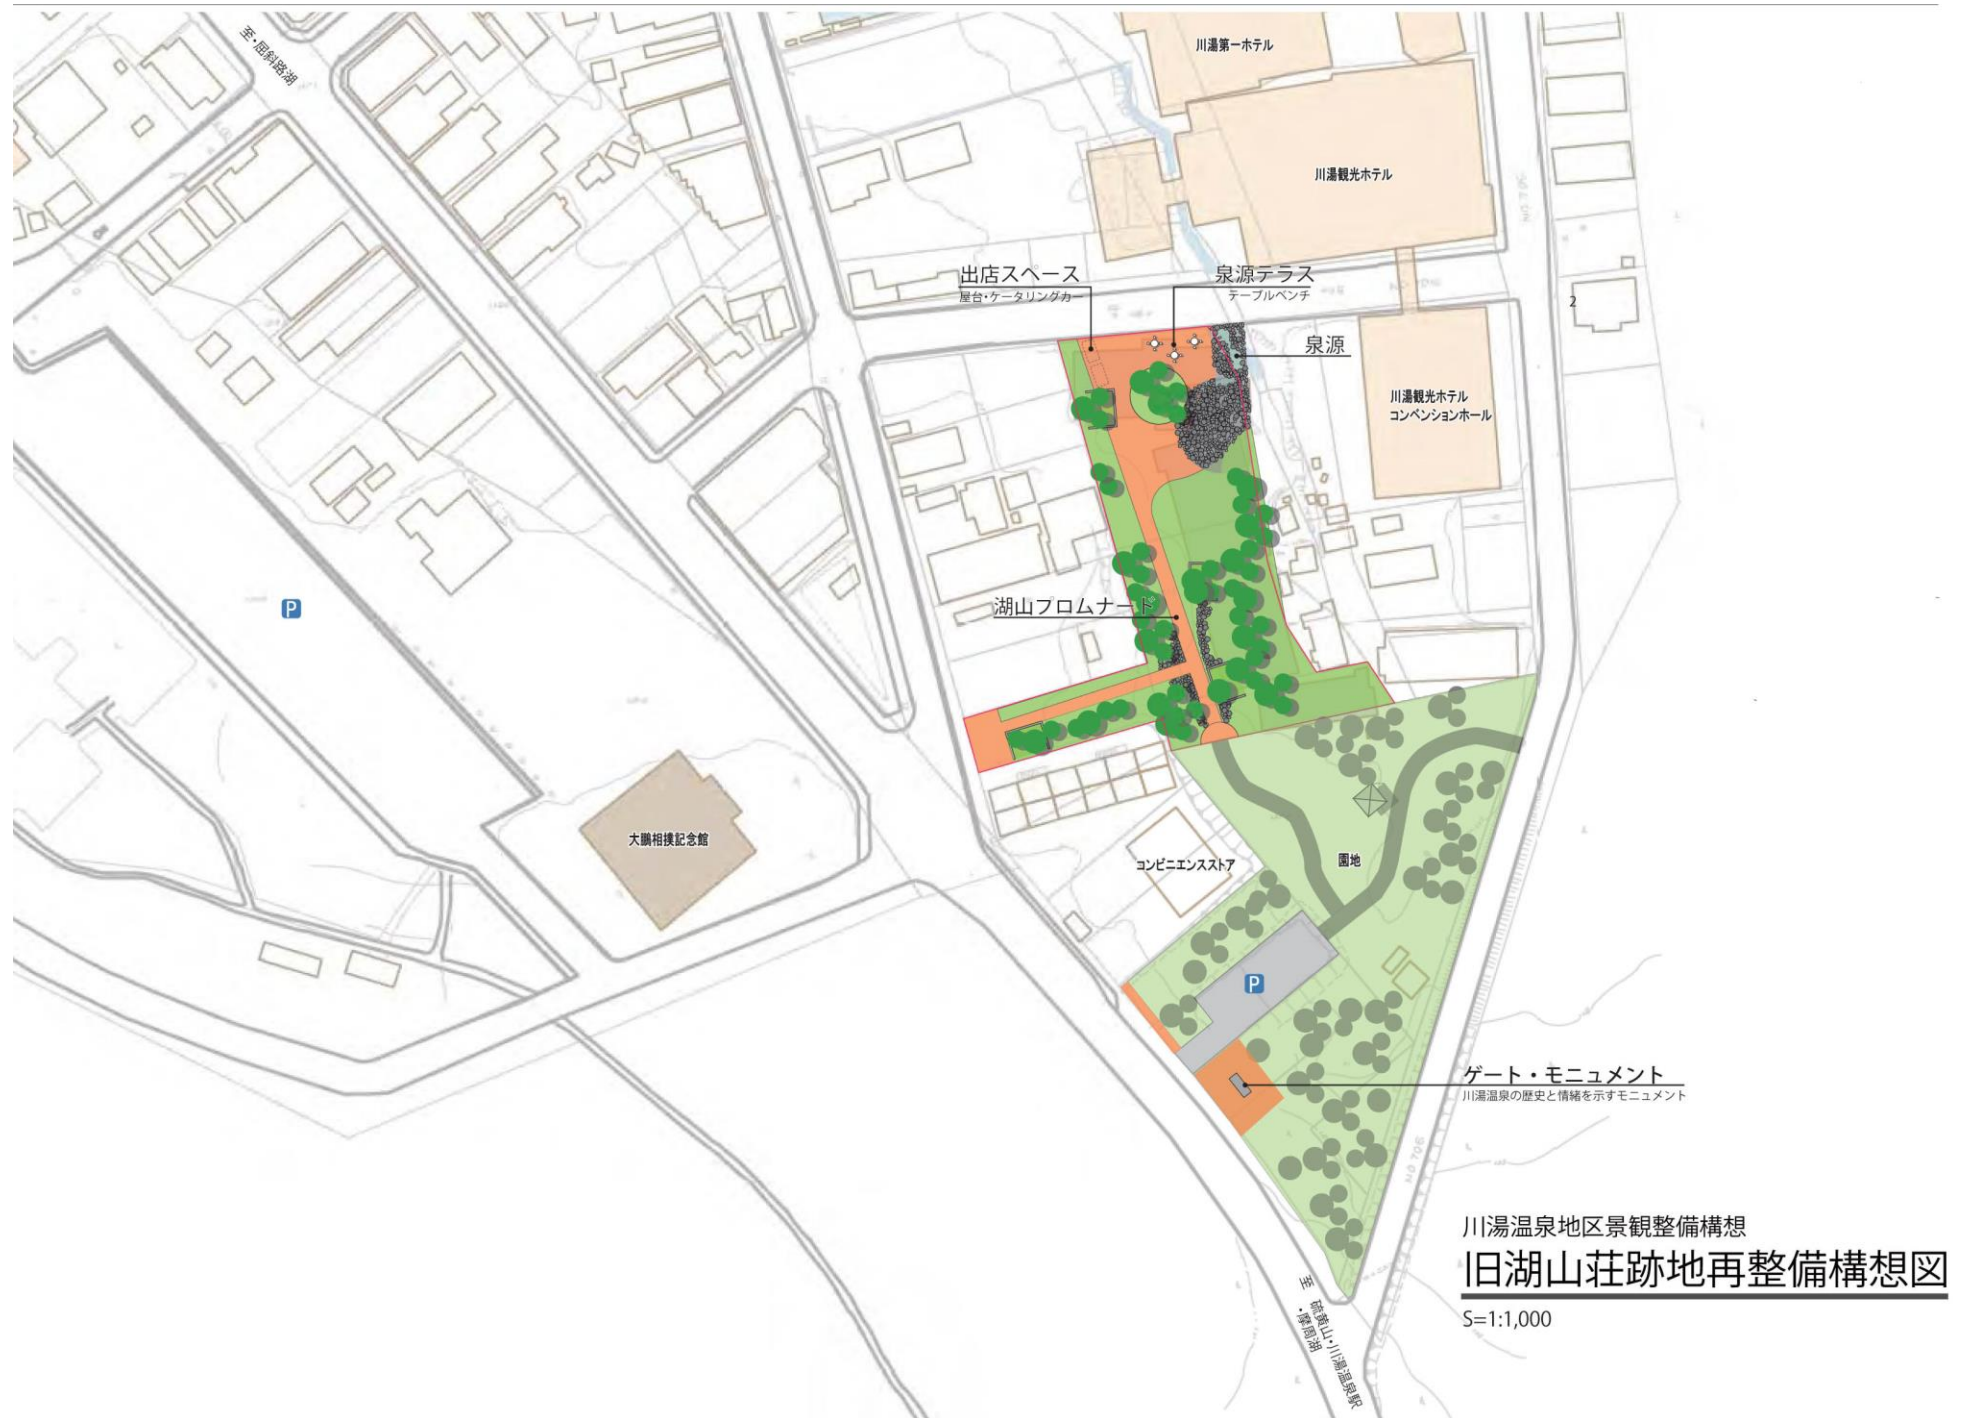 至・屈斜路湖
川湯第一ホテル
川湯観光ホテル
出店スペース
屋台・ケータリングカー
泉源テラス
テーブルベンチ
泉源
2
川湯観光ホテル
コンベンションホール
P
湖山プロムナード
大鵬相撲記念館
コンビニエンスストア
園地
P
ゲート・モニュメント
川湯温泉の歴史と情緒を示すモニュメント
NO 706
川湯温泉地区景観整備構想
旧湖山荘跡地再整備構想図
S=1:1,000
至 硫黄山・川湯温泉駅
・摩周湖